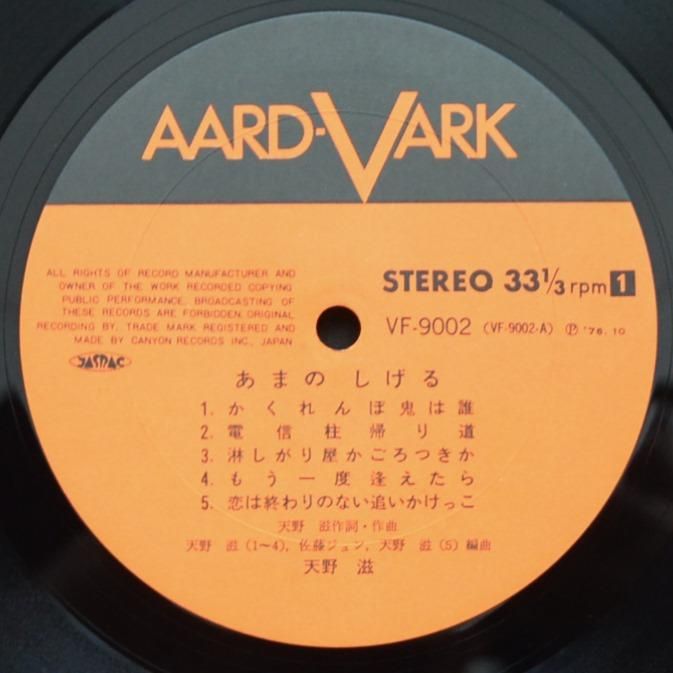 AARD-VARK
ALL RIGHTS OF RECORD MANUFACTURER AND
OWNER OF THE WORK RECORDED COPYING
PUBLIC PERFORMANCE, BROADCASTING OF
THESE RECORDS ARE FORBIDDEN ORIGINAL
RECORDING BY. TRADE MARK REGISTERED AND
MADE BY CANYON RECORDS INC., JAPAN
JASRAC
STEREO 33 1/3 rpm 1
VF-9002 (VF-9002-A) Ⓟ '76. 10
あまの しげる
1. かくれんぼ鬼は誰
2. 電信柱帰り道
3. 淋しがり屋かごろつきか
4. もう一度逢えたら
5. 恋は終わりのない追いかけっこ
天野 滋作詞・作曲
天野 滋 (1~4), 佐藤ジュン, 天野 滋 (5) 編曲
天野 滋